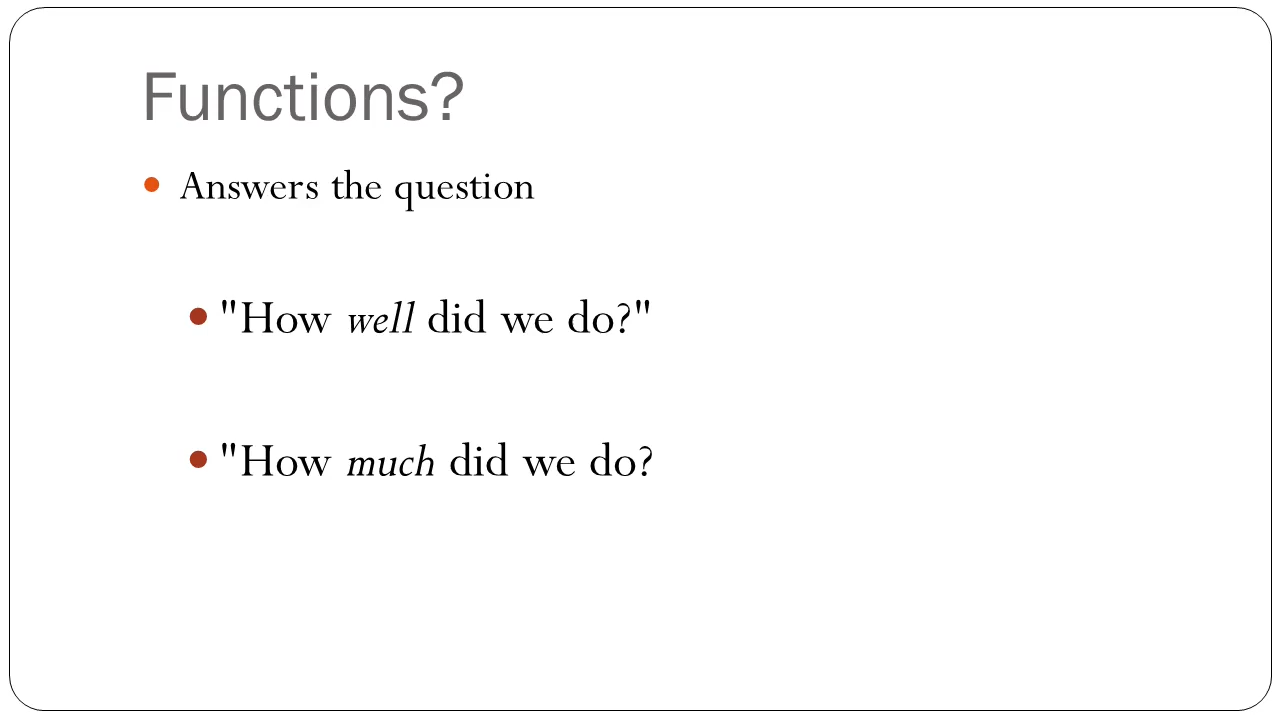 Functions?
Answers the question
"How well did we do?"
"How much did we do?